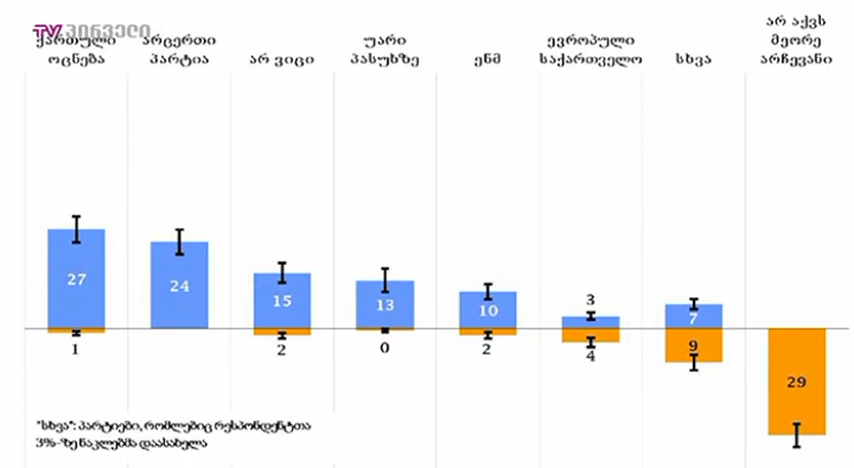 TV პირველი
ქართული
ოცნება
არცერთი
პარტია
არ ვიცი
უარი
პასუხზე
ენმ
ევროპული
საქართველო
სხვა
არ აქვს
მეორე
არჩევანი
27
24
15
13
10
3
7
1
2
0
2
4
9
29
"სხვა": პარტიები, რომლებიც რესპონდენტთა
3%-ზე ნაკლებმა დაასახელა